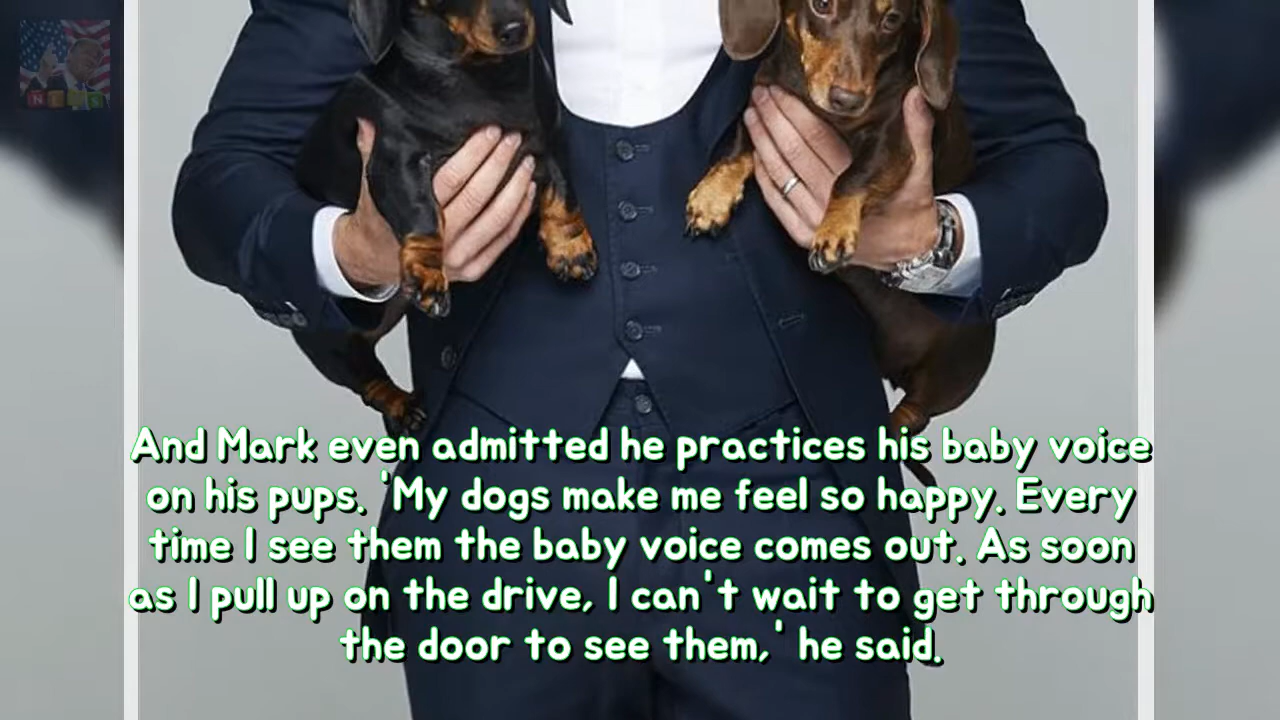 NEWS
And Mark even admitted he practices his baby voice
on his pups. 'My dogs make me feel so happy. Every
time I see them the baby voice comes out. As soon
as I pull up on the drive, I can't wait to get through
the door to see them,' he said.